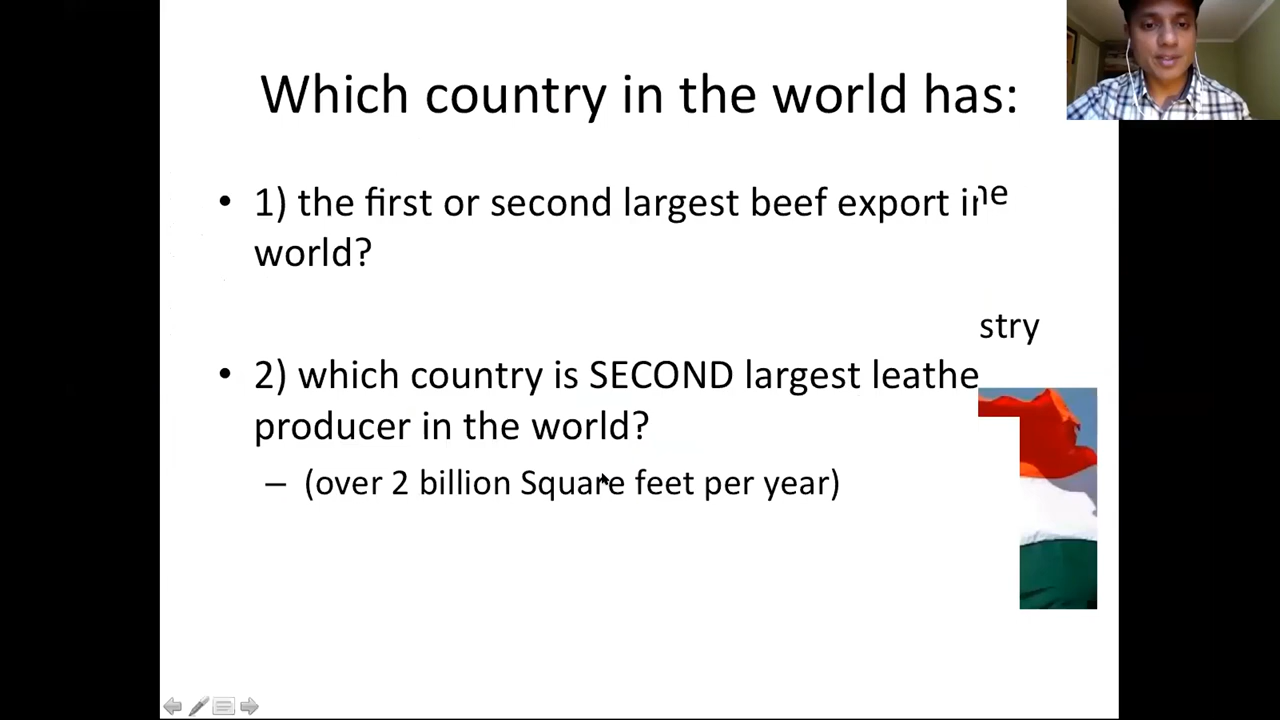 Which country in the world has:
• 1) the first or second largest beef export in
he
world?
stry
• 2) which country is SECOND largest leathe
producer in the world?
– (over 2 billion Square feet per year)